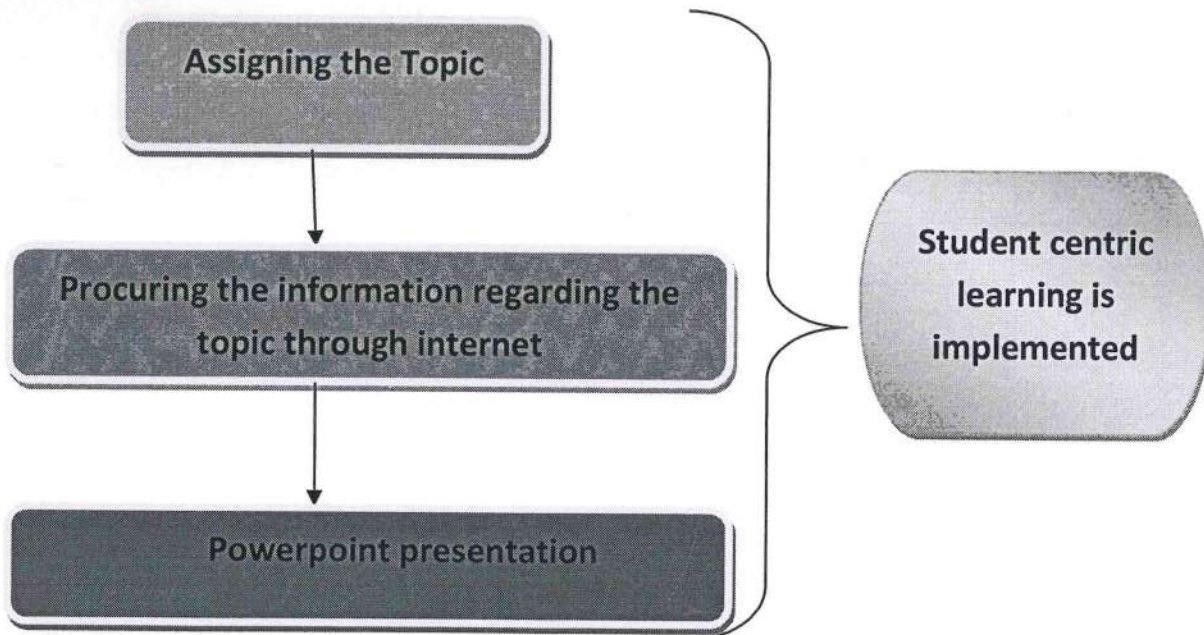 Assigning the Topic
Procuring the information regarding the
topic through internet
Powerpoint presentation
Student centric
learning is
implemented